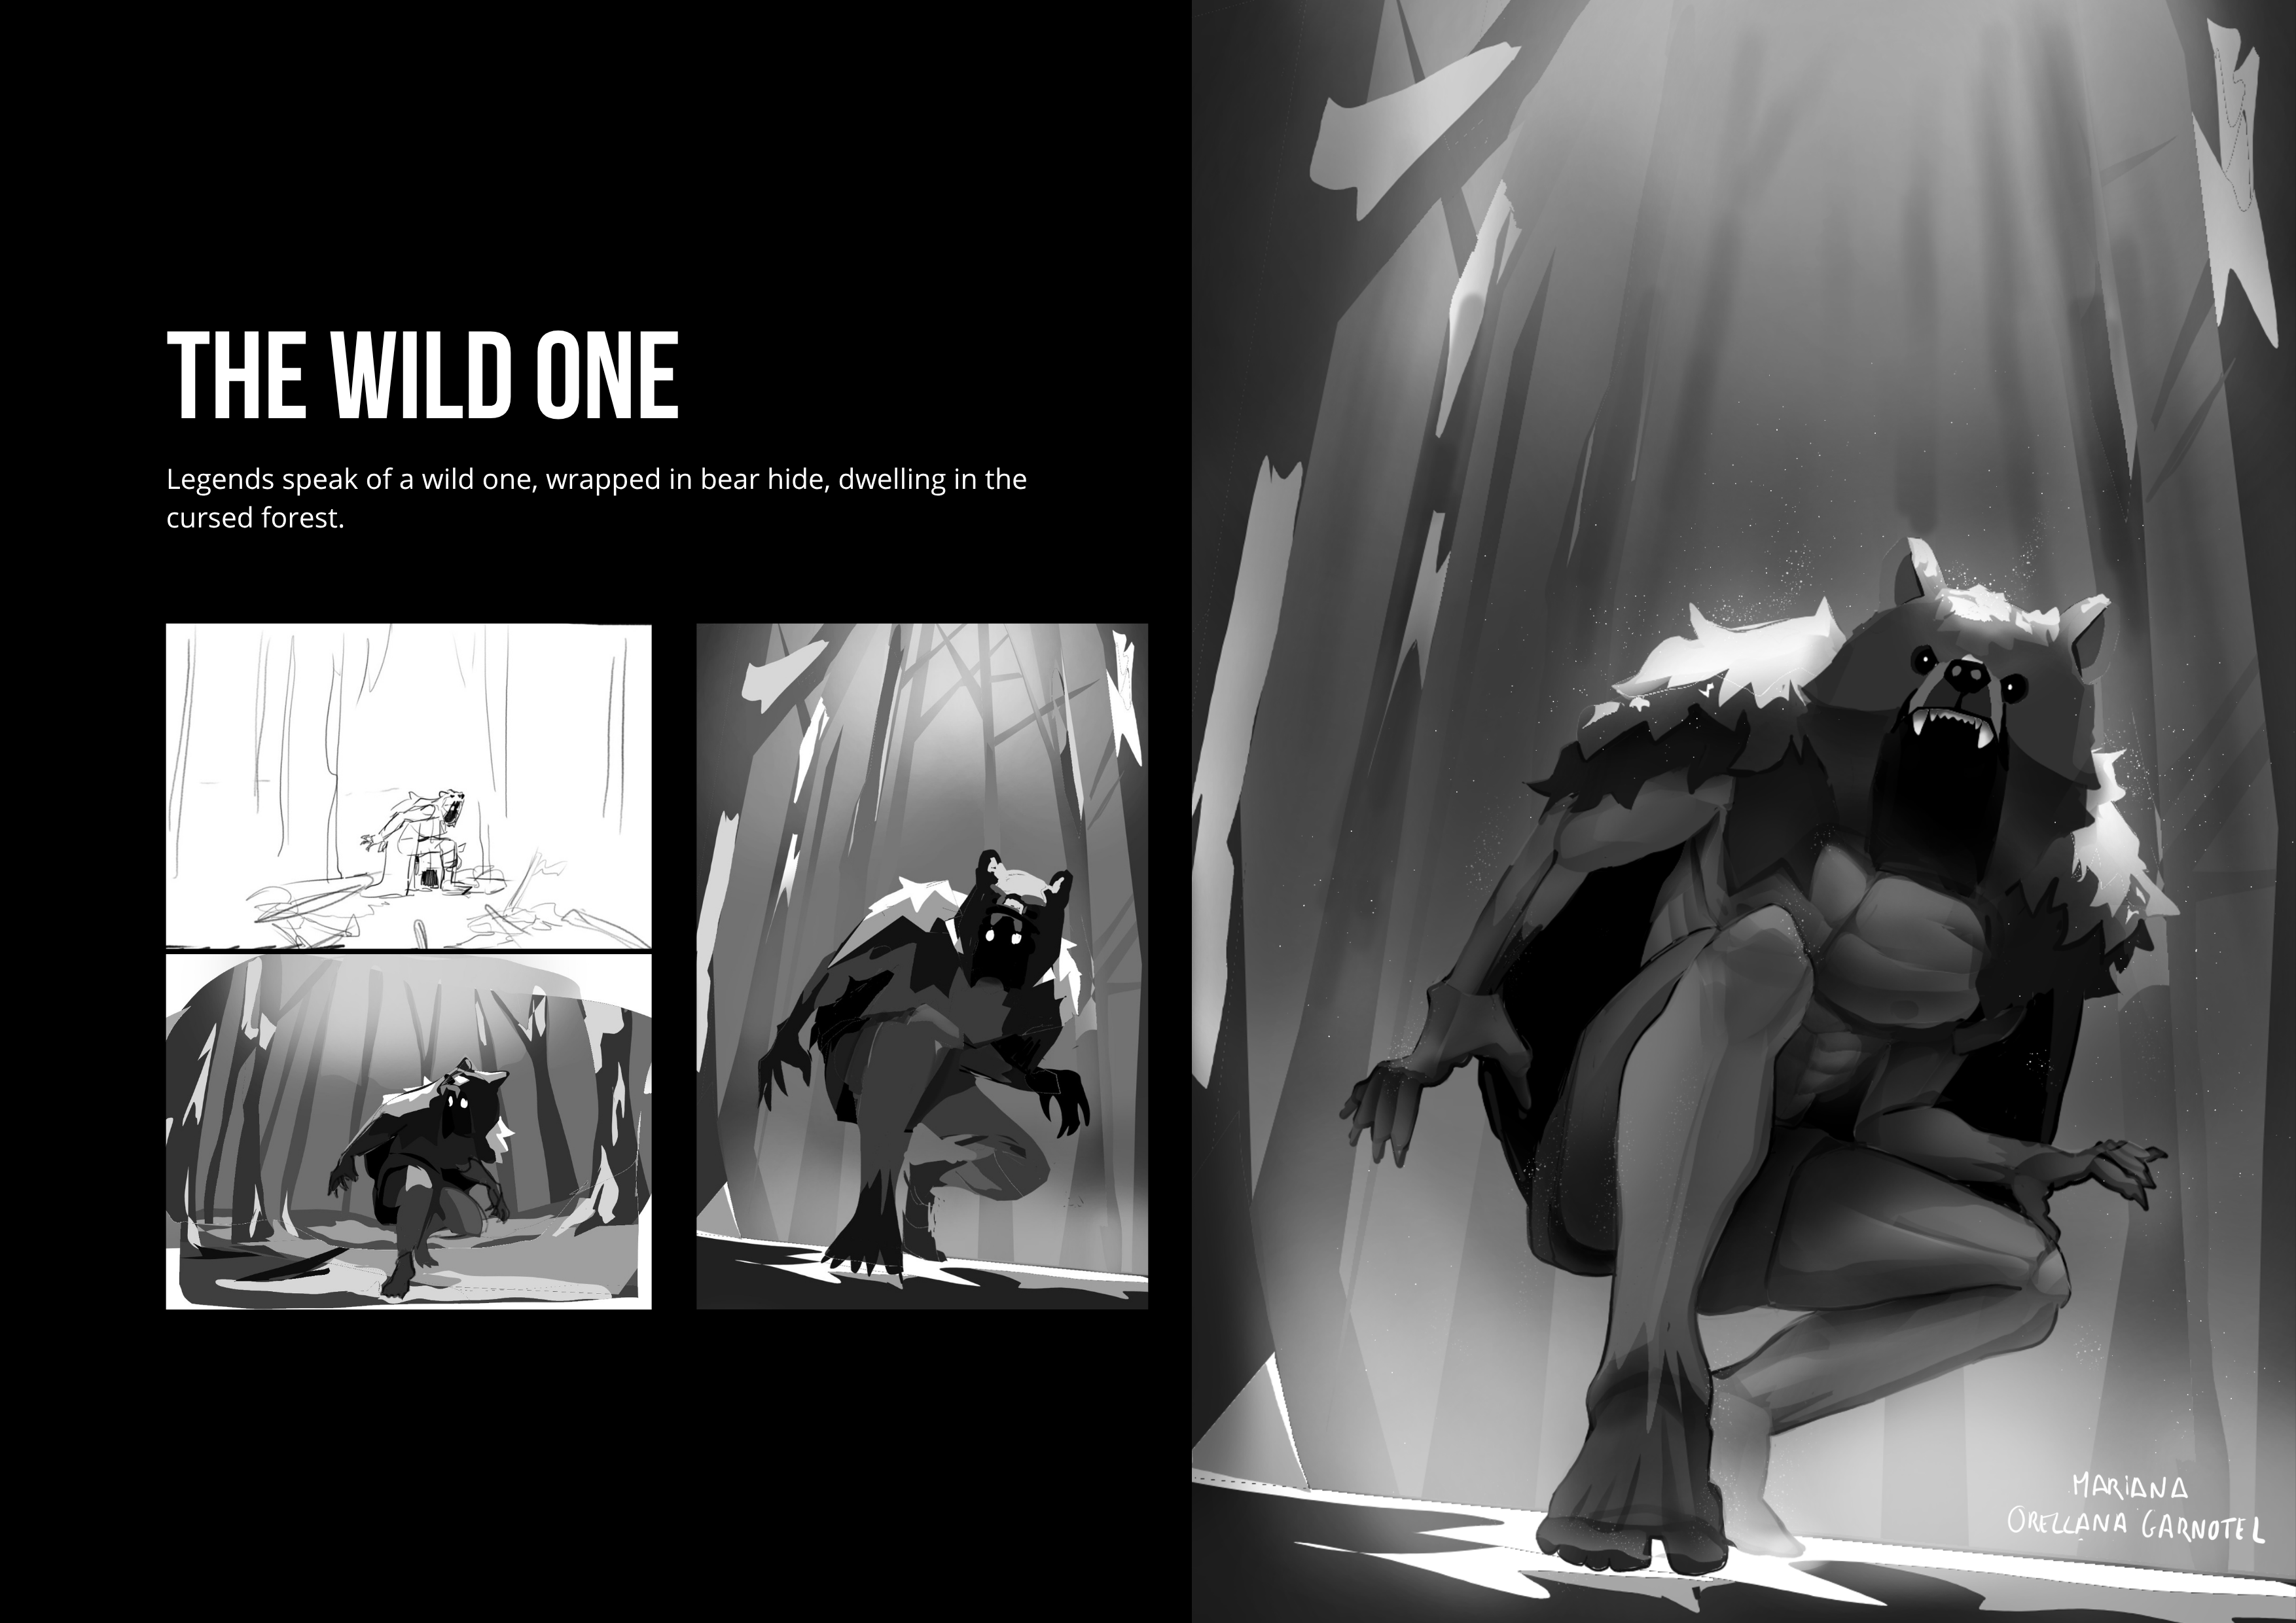 THE WILD ONE
Legends speak of a wild one, wrapped in bear hide, dwelling in the
cursed forest.
MARiANA
ORELLANA GARNOTEL